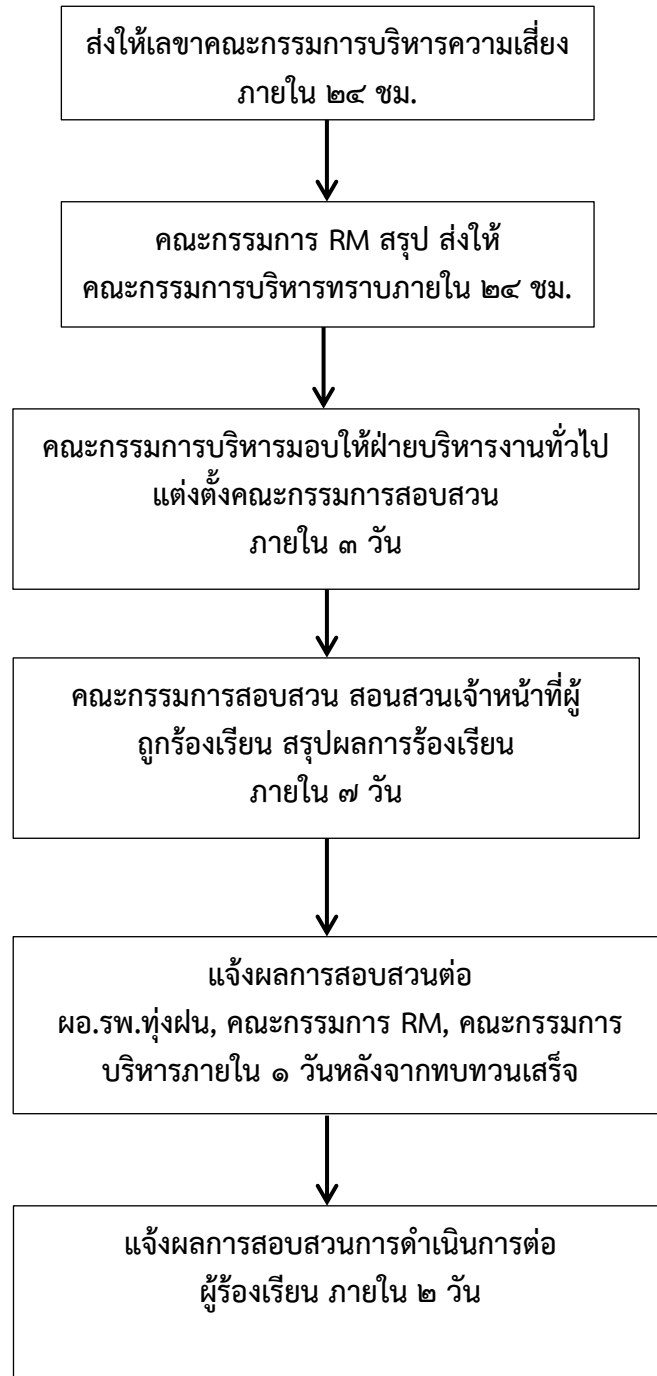 ส่งให้เลขาคณะกรรมการบริหารความเสี่ยง
ภายใน ๒๔ ชม.
คณะกรรมการ RM สรุป ส่งให้
คณะกรรมการบริหารทราบภายใน ๒๔ ชม.
คณะกรรมการบริหารมอบให้ฝ่ายบริหารงานทั่วไป
แต่งตั้งคณะกรรมการสอบสวน
ภายใน ๓ วัน
คณะกรรมการสอบสวน สอนสวนเจ้าหน้าที่ผู้
ถูกร้องเรียน สรุปผลการร้องเรียน
ภายใน ๗ วัน
แจ้งผลการสอบสวนต่อ
ผอ.รพ.ทุ่งฝน, คณะกรรมการ RM, คณะกรรมการ
บริหารภายใน ๑ วันหลังจากทบทวนเสร็จ
แจ้งผลการสอบสวนการดำเนินการต่อ
ผู้ร้องเรียน ภายใน ๒ วัน